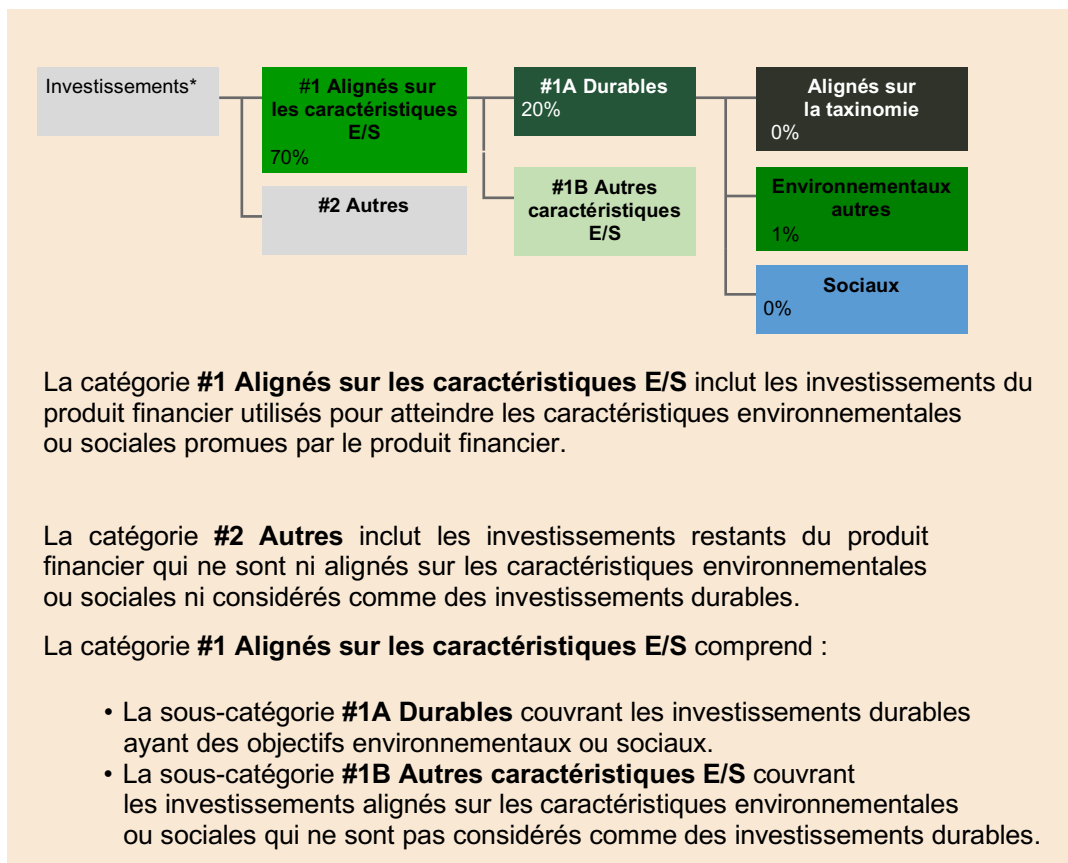 Investissements*
#1 Alignés sur
les caractéristiques
E/S
70%
#2 Autres
#1A Durables
20%
#1B Autres
caractéristiques
E/S
Alignés sur
la taxinomie
0%
Environnementaux
autres
1%
Sociaux
0%
La catégorie #1 Alignés sur les caractéristiques E/S inclut les investissements du
produit financier utilisés pour atteindre les caractéristiques environnementales
ou sociales promues par le produit financier.
La catégorie #2 Autres inclut les investissements restants du produit
financier qui ne sont ni alignés sur les caractéristiques environnementales
ou sociales ni considérés comme des investissements durables.
La catégorie #1 Alignés sur les caractéristiques E/S comprend :
• La sous-catégorie #1A Durables couvrant les investissements durables
ayant des objectifs environnementaux ou sociaux.
• La sous-catégorie #1B Autres caractéristiques E/S couvrant
les investissements alignés sur les caractéristiques environnementales
ou sociales qui ne sont pas considérés comme des investissements durables.